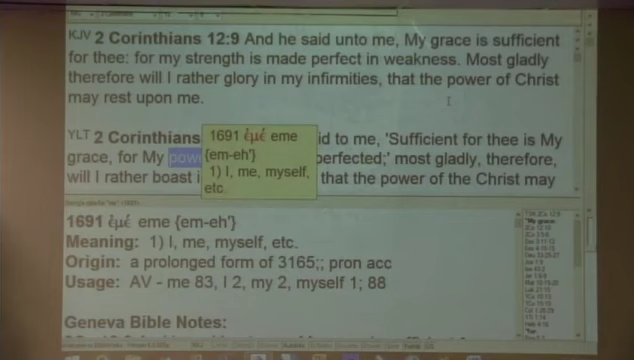 KJV 2 Corinthians 12:9 And he said unto me, My grace is sufficient
for thee: for my strength is made perfect in weakness. Most gladly
therefore will I rather glory in my infirmities, that the power of Christ
may rest upon me.
YLT 2 Corinthians id to me, 'Sufficient for thee is My
grace, for My pow perfected;' most gladly, therefore,
will I rather boast i that the power of the Christ may
1691 ἐμέ eme
{em-eh'}
1) I, me, myself,
etc.
1691 ἐμέ eme {em-eh'}
Meaning: 1) I, me, myself, etc.
Origin: a prolonged form of 3165;; pron acc
Usage: AV - me 83, I 2, my 2, myself 1; 88
Geneva Bible Notes:
"My grace